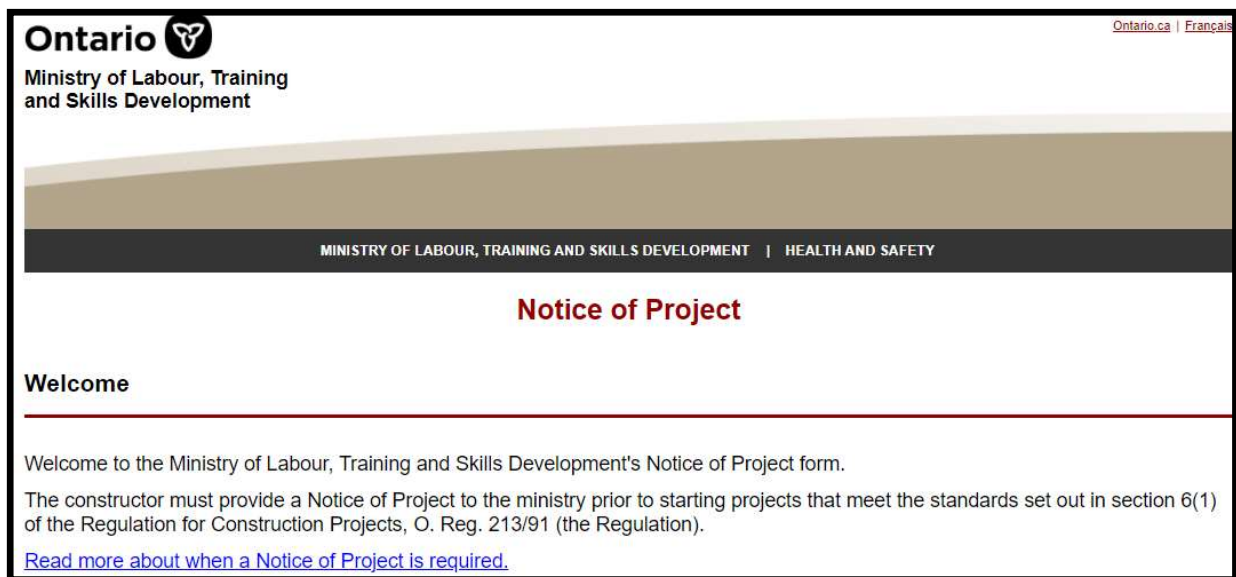 Ontario
Ontario.ca | Français
Ministry of Labour, Training
and Skills Development
MINISTRY OF LABOUR, TRAINING AND SKILLS DEVELOPMENT | HEALTH AND SAFETY
Notice of Project
Welcome
Welcome to the Ministry of Labour, Training and Skills Development's Notice of Project form.
The constructor must provide a Notice of Project to the ministry prior to starting projects that meet the standards set out in section 6(1)
of the Regulation for Construction Projects, O. Reg. 213/91 (the Regulation).
Read more about when a Notice of Project is required.